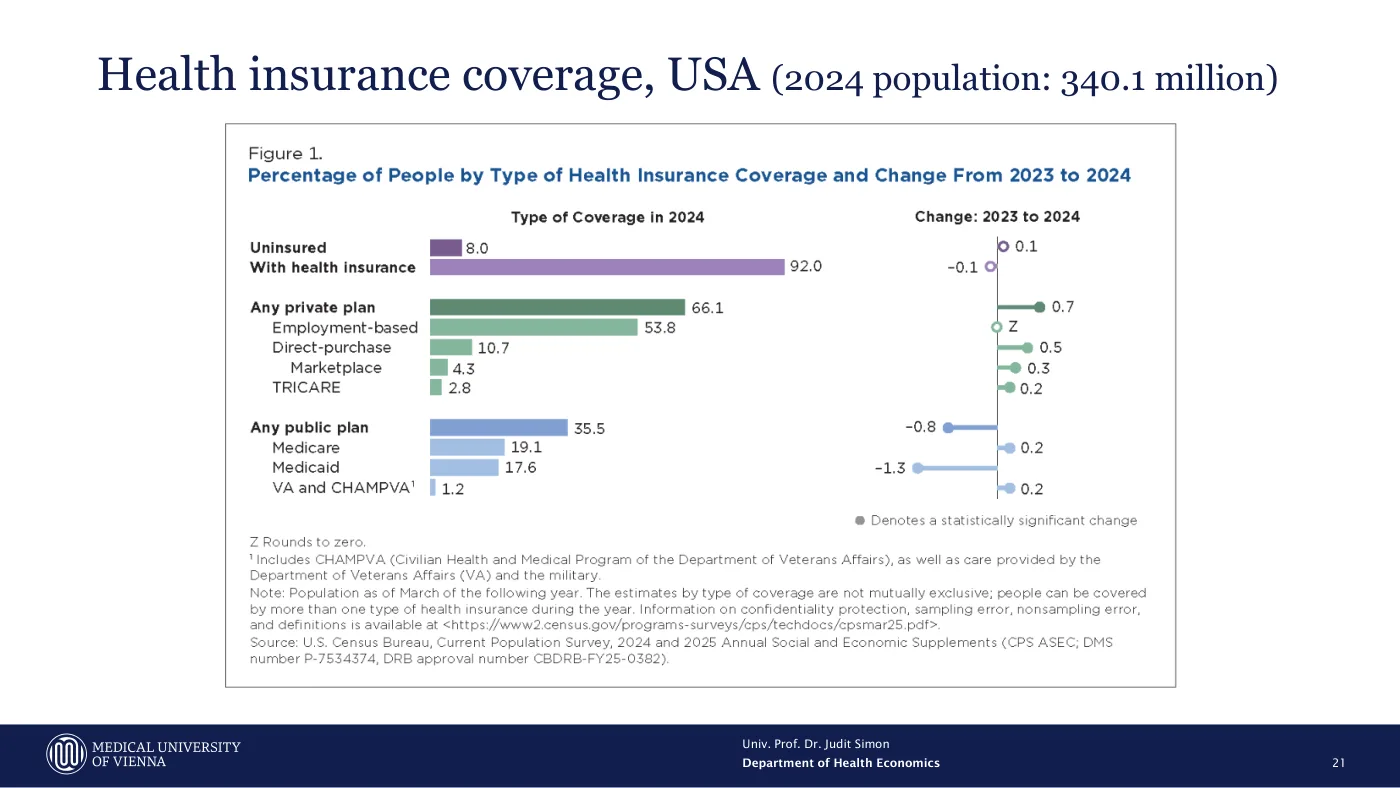 Health insurance coverage, USA (2024 population: 340.1 million)
Figure 1.
Percentage of People by Type of Health Insurance Coverage and Change From 2023 to 2024
Type of Coverage in 2024
Change: 2023 to 2024
Uninsured 8.0 0.1
With health insurance 92.0 –0.1
Any private plan 66.1 0.7
Employment-based 53.8 Z
Direct-purchase 10.7 0.5
Marketplace 4.3 0.3
TRICARE 2.8 0.2
Any public plan 35.5 –0.8
Medicare 19.1 0.2
Medicaid 17.6 –1.3
VA and CHAMPVA¹ 1.2 0.2
Denotes a statistically significant change
Z Rounds to zero.
¹ Includes CHAMPVA (Civilian Health and Medical Program of the Department of Veterans Affairs), as well as care provided by the
Department of Veterans Affairs (VA) and the military.
Note: Population as of March of the following year. The estimates by type of coverage are not mutually exclusive; people can be covered
by more than one type of health insurance during the year. Information on confidentiality protection, sampling error, nonsampling error,
and definitions is available at <https://www2.census.gov/programs-surveys/cps/techdocs/cpsmar25.pdf>.
Source: U.S. Census Bureau, Current Population Survey, 2024 and 2025 Annual Social and Economic Supplements (CPS ASEC; DMS
number P-7534374, DRB approval number CBDRB-FY25-0382).
MEDICAL UNIVERSITY
OF VIENNA
Univ. Prof. Dr. Judit Simon
Department of Health Economics
21